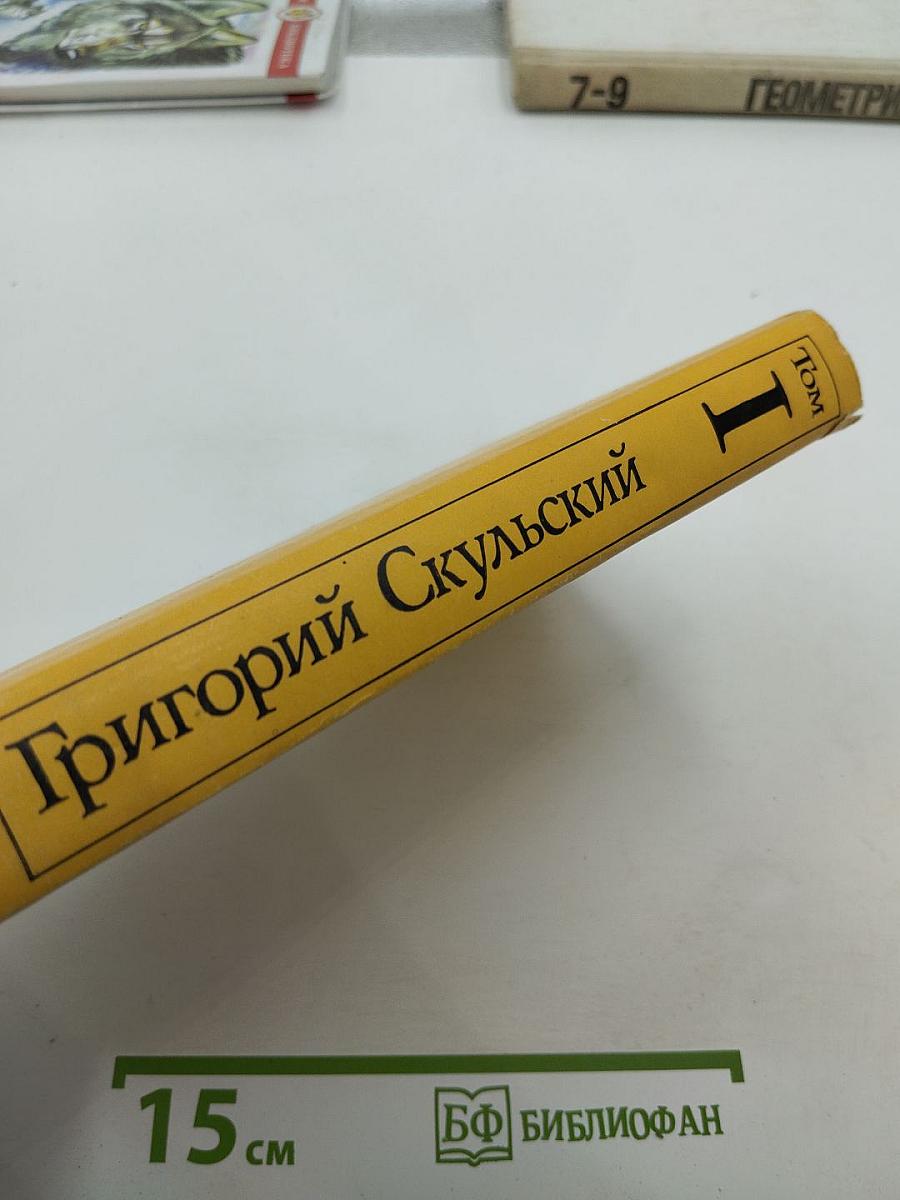 7-9
ГЕОМЕТРИ
Григорий Скульский
Том
I
15 см
БФ БИБЛИОФАН